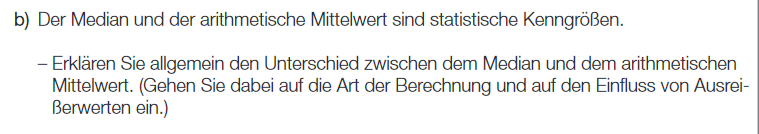 b) Der Median und der arithmetische Mittelwert sind statistische Kenngrößen.
– Erklären Sie allgemein den Unterschied zwischen dem Median und dem arithmetischen
Mittelwert. (Gehen Sie dabei auf die Art der Berechnung und auf den Einfluss von Ausrei-
ßerwerten ein.)